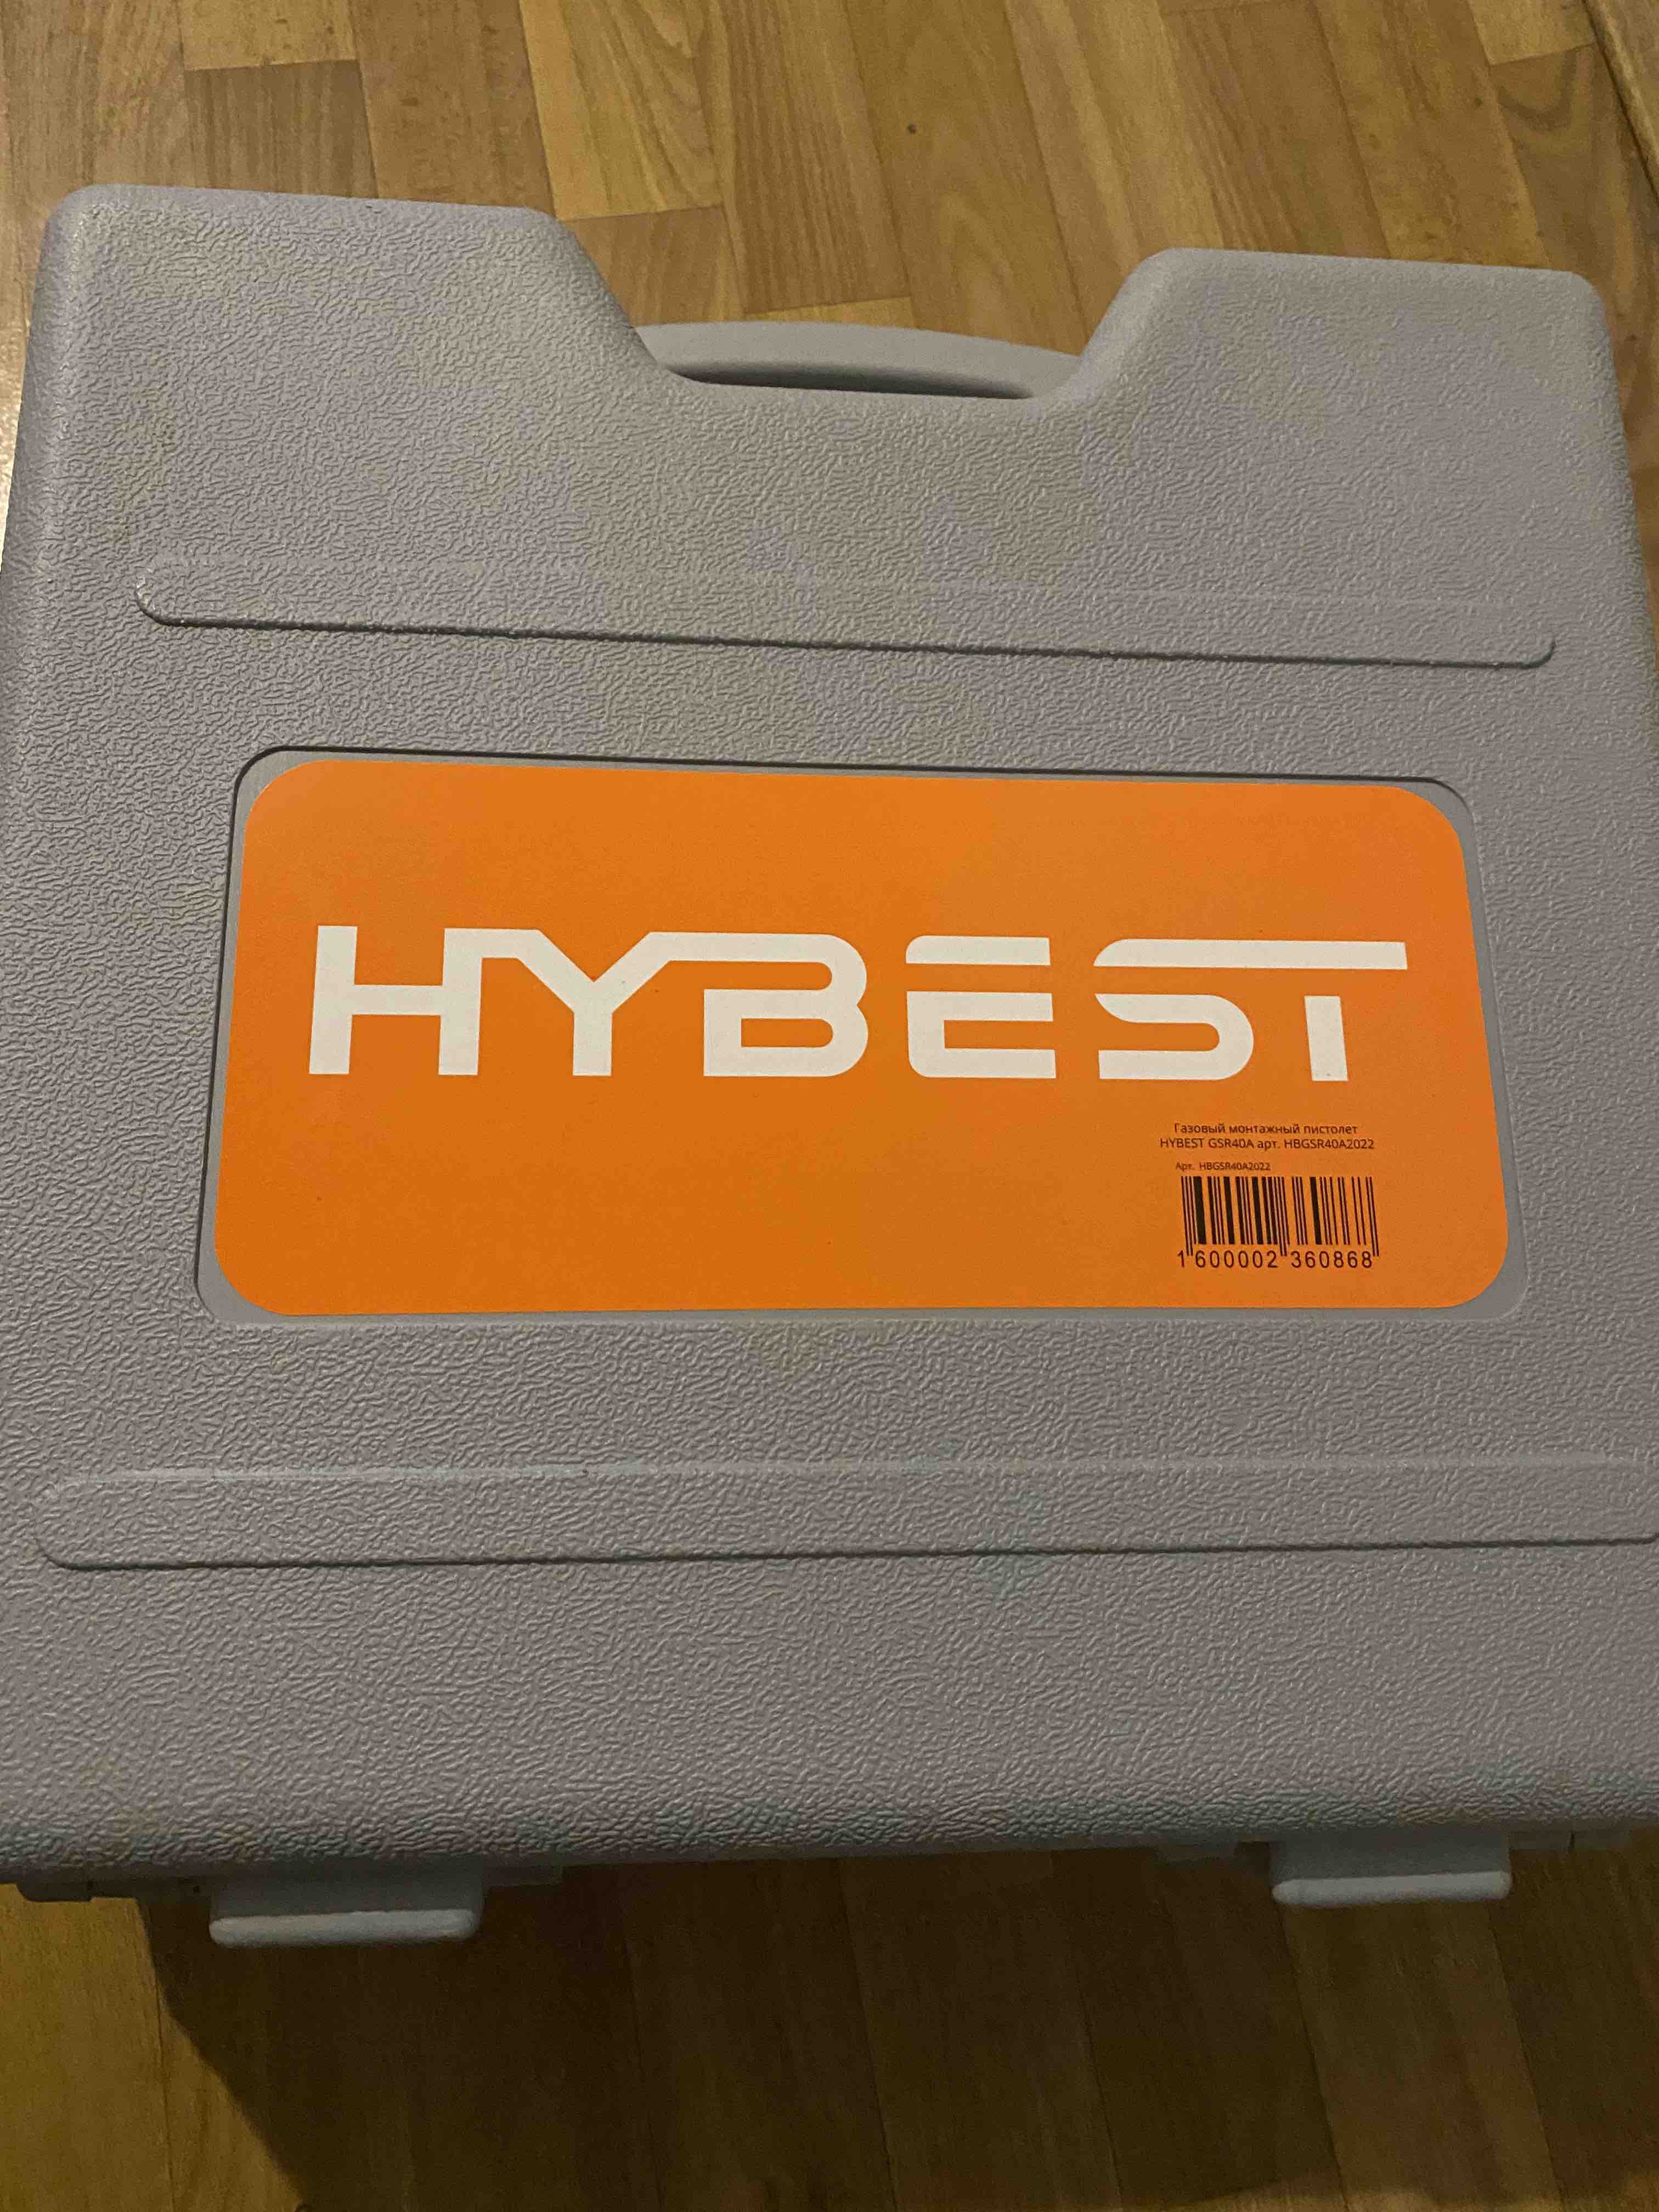 HYBEST
Газовый монтажный пистолет
HYBEST GSR40A арт. HBGSR40A2022
Арт. HBGSR40A2022
1 600002 360868